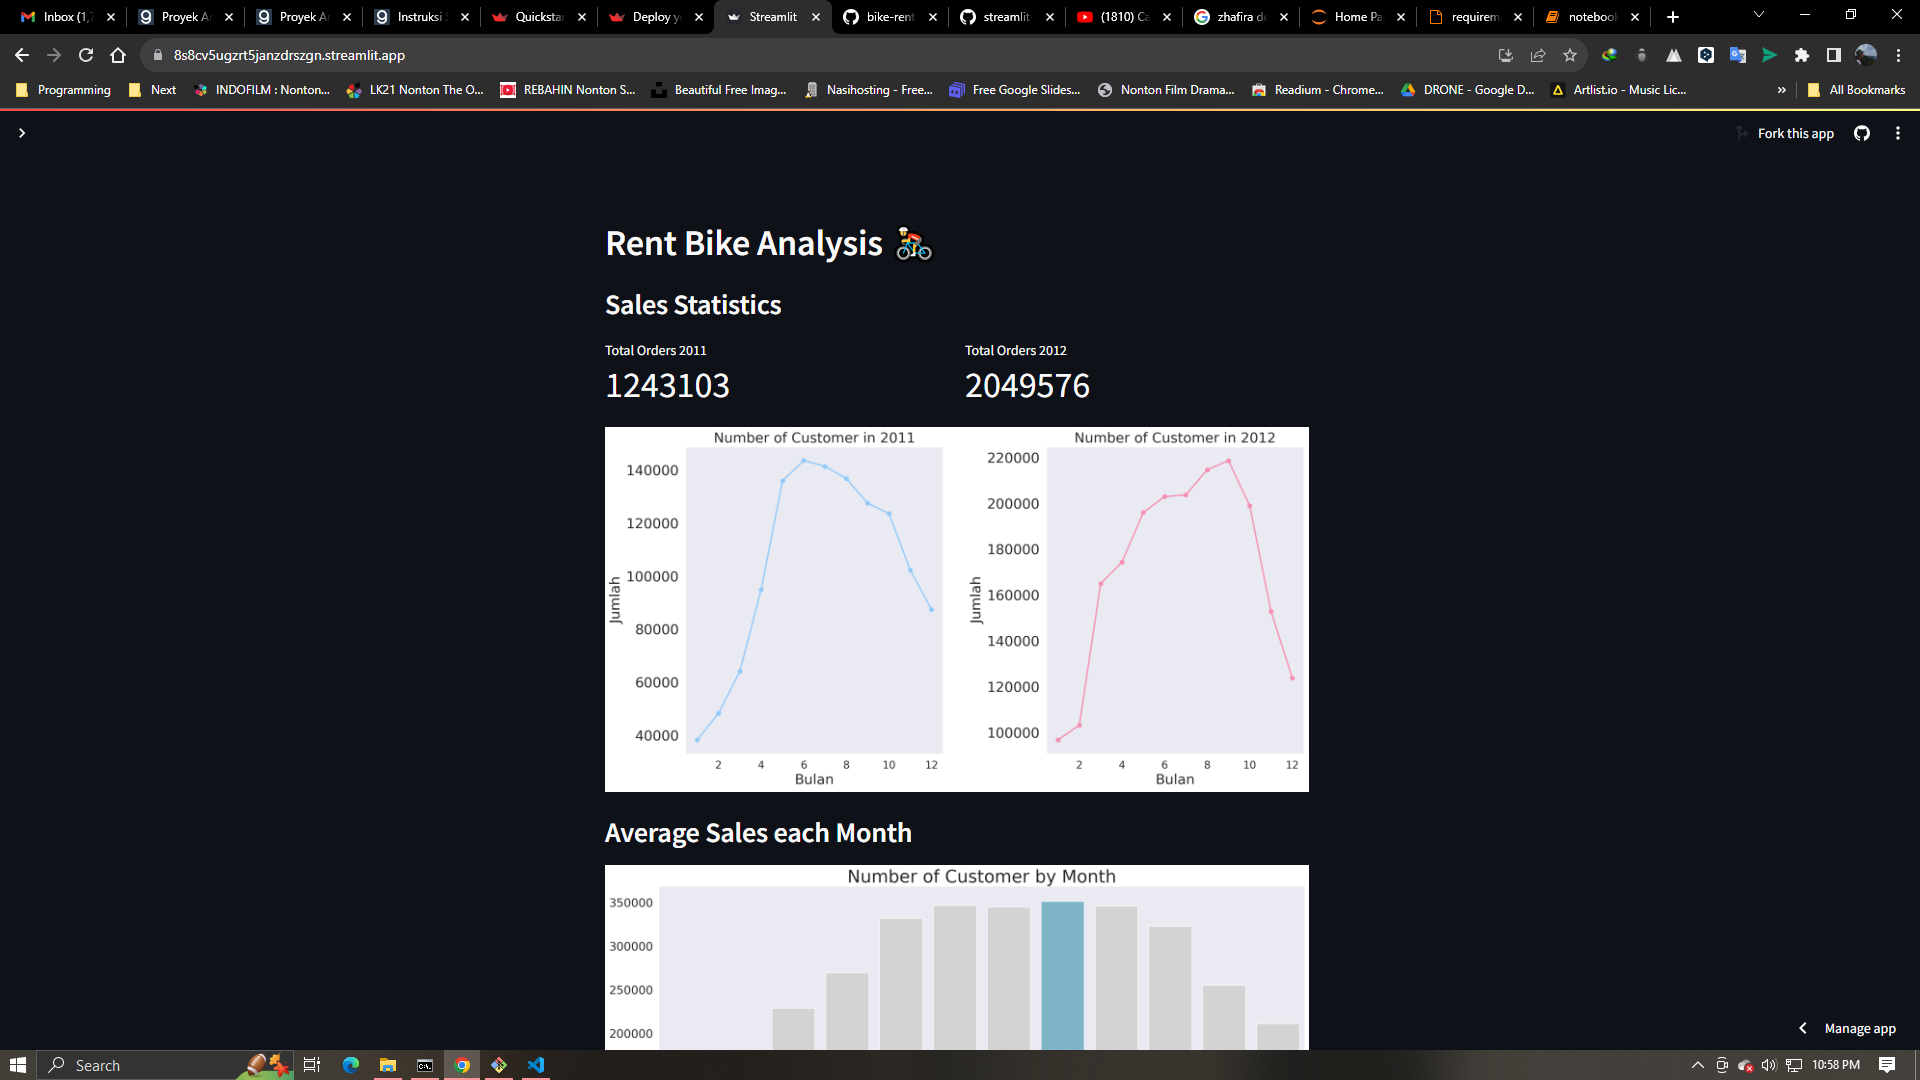 Inbox (1,7
Proyek A
Proyek A
Instruksi S
Quickstar
Deploy y
Streamlit
bike-rent
streamlit
(1810) Ca
zhafira de
Home Pa
requirem
notebook
8s8cv5ugzrt5janzdrszgn.streamlit.app
Programming
Next
INDOFILM : Nonton...
LK21 Nonton The O...
REBAHIN Nonton S...
Beautiful Free Imag...
Nasihosting - Free...
Free Google Slides...
Nonton Film Drama...
Readium - Chrome...
DRONE - Google D...
Artlist.io - Music Lic...
»
All Bookmarks
Fork this app
Rent Bike Analysis
Sales Statistics
Total Orders 2011
1243103
Total Orders 2012
2049576
Number of Customer in 2011
140000
120000
100000
80000
60000
40000
Jumlah
2 4 6 8 10 12
Bulan
Number of Customer in 2012
220000
200000
180000
160000
140000
120000
100000
Jumlah
2 4 6 8 10 12
Bulan
Average Sales each Month
Number of Customer by Month
350000
300000
250000
200000
Manage app
Search
10:58 PM